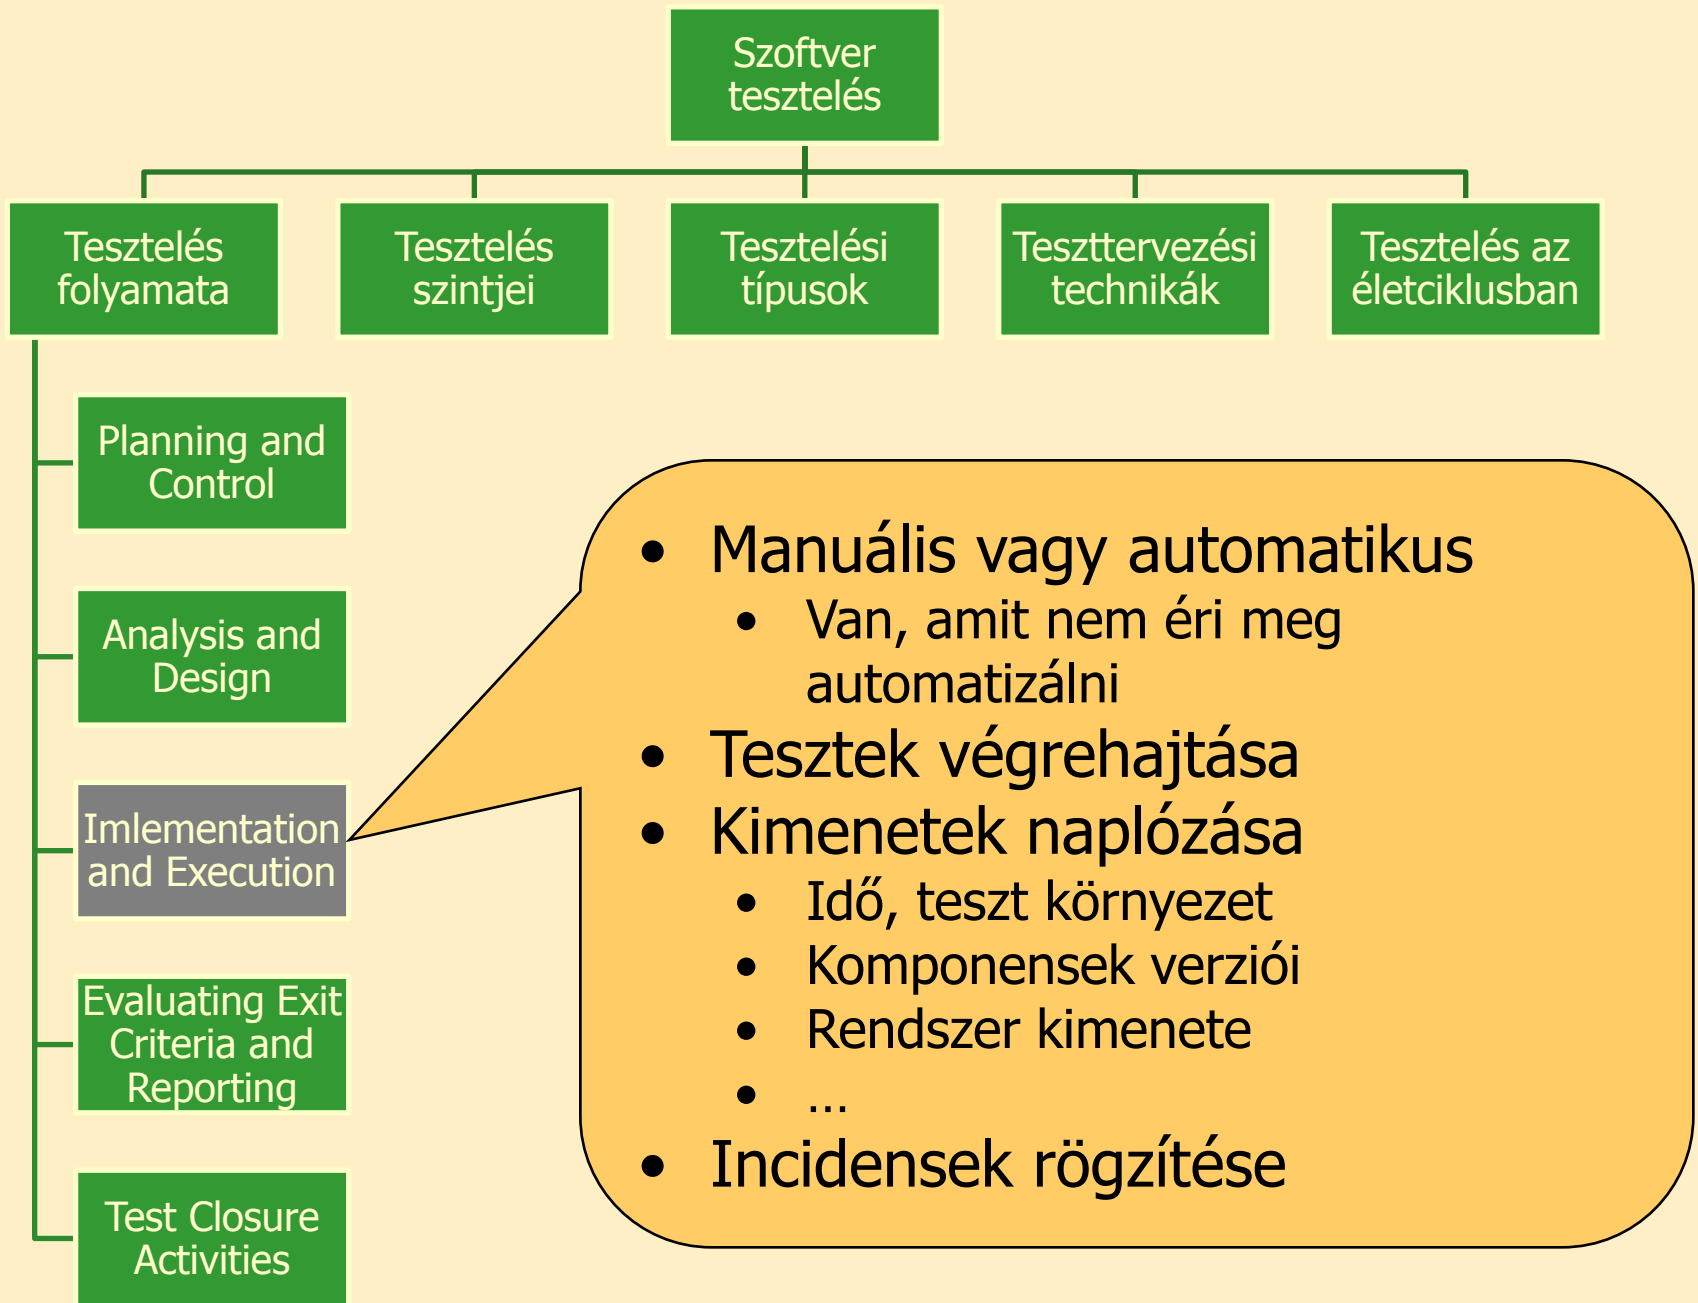 Szoftver
tesztelés
Tesztelés
folyamata
Tesztelés
szintjei
Tesztelési
típusok
Teszttervezési
technikák
Tesztelés az
életciklusban
Planning and
Control
Analysis and
Design
Imlementation
and Execution
Evaluating Exit
Criteria and
Reporting
Test Closure
Activities
• Manuális vagy automatikus
• Van, amit nem éri meg
automatizálni
• Tesztek végrehajtása
• Kimenetek naplózása
• Idő, teszt környezet
• Komponensek verziói
• Rendszer kimenete
• …
• Incidensek rögzítése